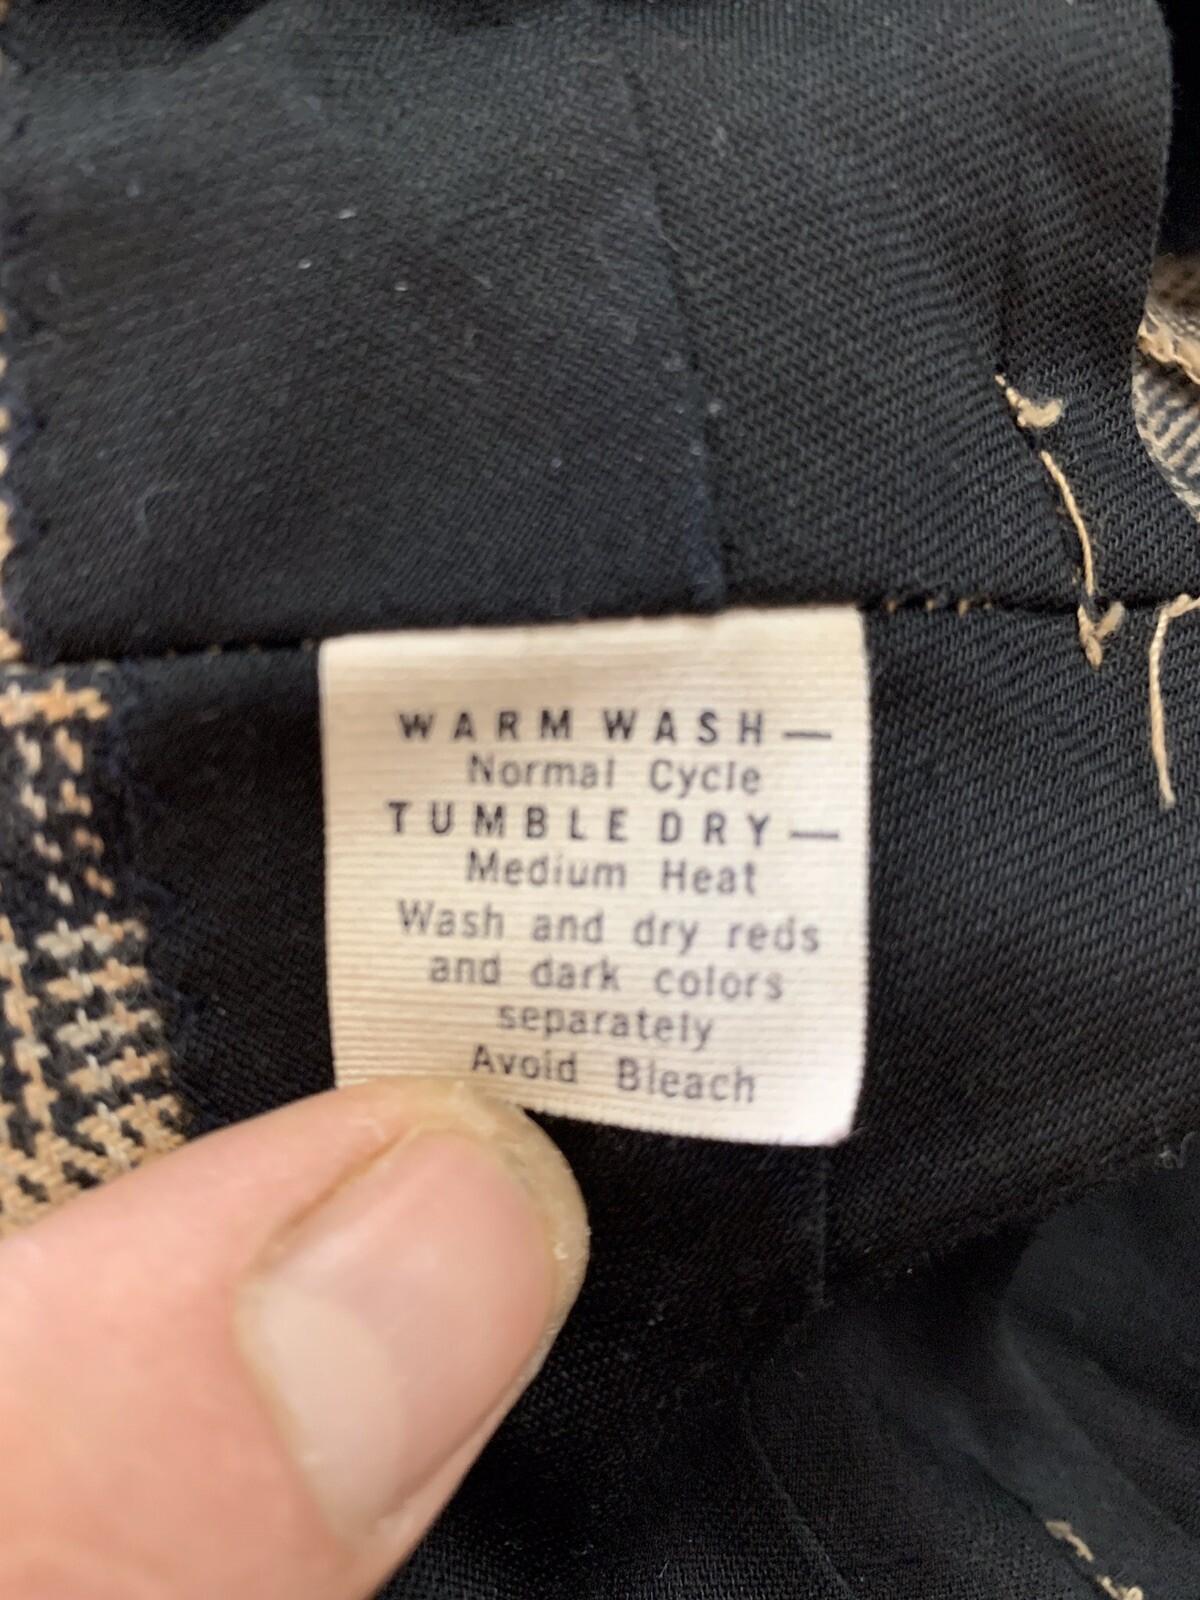 WARM WASH—
Normal Cycle
TUMBLE DRY—
Medium Heat
Wash and dry reds
and dark colors
separately
Avoid Bleach